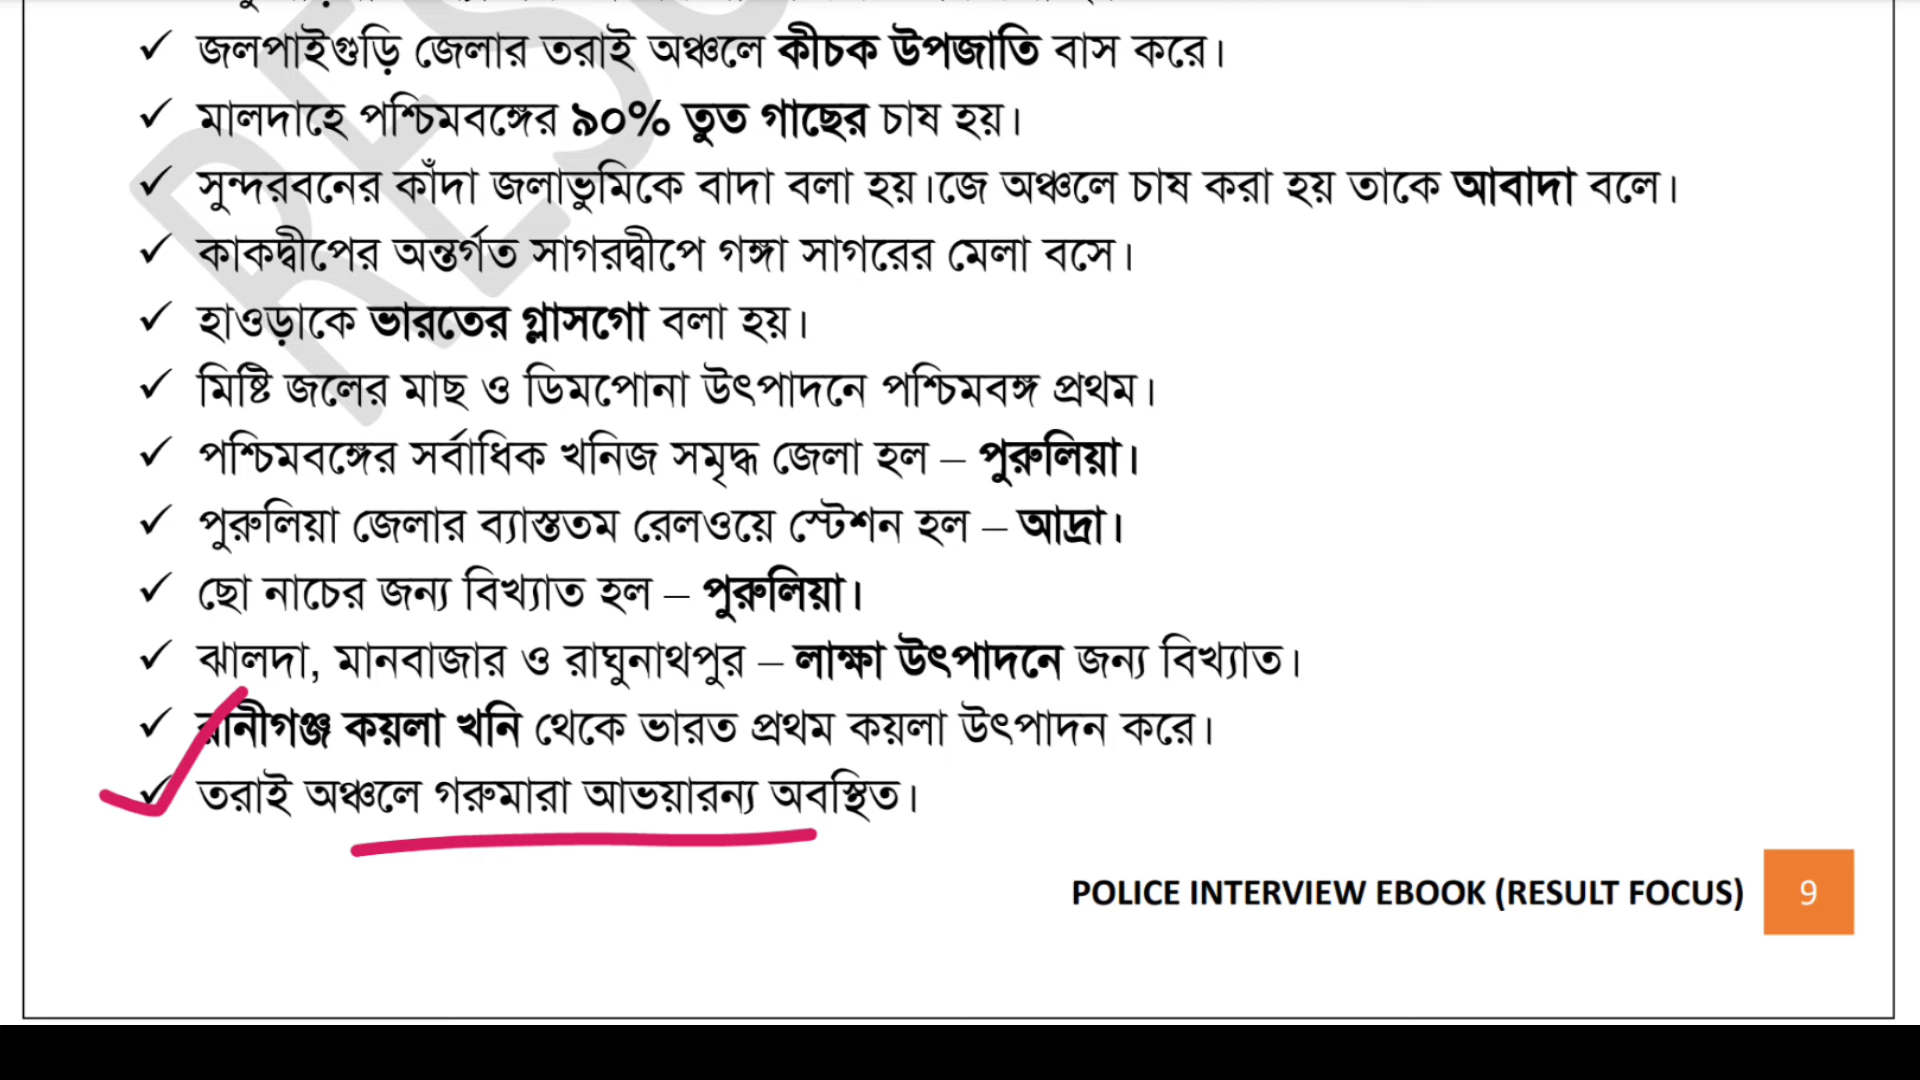 জলপাইগুড়ি জেলার তরাই অঞ্চলে কীচক উপজাতি বাস করে।
মালদাহে পশ্চিমবঙ্গের ৯০% তুত গাছের চাষ হয়।
সুন্দরবনের কাঁদা জলাভুমিকে বাদা বলা হয়।জে অঞ্চলে চাষ করা হয় তাকে আবাদা বলে।
কাকদ্বীপের অন্তর্গত সাগরদ্বীপে গঙ্গা সাগরের মেলা বসে।
হাওড়াকে ভারতের গ্লাসগো বলা হয়।
মিষ্টি জলের মাছ ও ডিমপোনা উৎপাদনে পশ্চিমবঙ্গ প্রথম।
পশ্চিমবঙ্গের সর্বাধিক খনিজ সমৃদ্ধ জেলা হল – পুরুলিয়া।
পুরুলিয়া জেলার ব্যাস্ততম রেলওয়ে স্টেশন হল – আদ্রা।
ছো নাচের জন্য বিখ্যাত হল – পুরুলিয়া।
ঝালদা, মানবাজার ও রাঘুনাথপুর – লাক্ষা উৎপাদনে জন্য বিখ্যাত।
রানীগঞ্জ কয়লা খনি থেকে ভারত প্রথম কয়লা উৎপাদন করে।
তরাই অঞ্চলে গরুমারা আভয়ারন্য অবস্থিত।
POLICE INTERVIEW EBOOK (RESULT FOCUS) 9